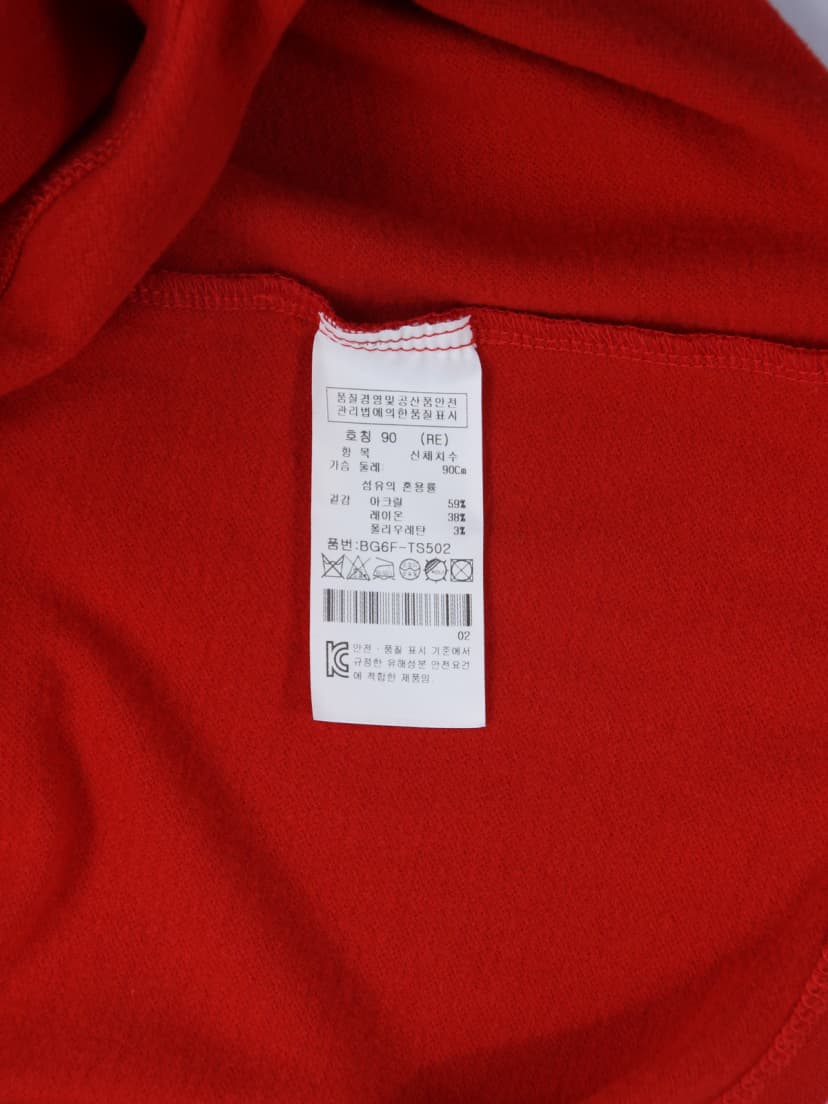 품질경영및공산품안전
관리법에의한품질표시
호칭 90 (RE)
항 목 신체치수
가슴 둘레: 90Cm
섬유의 혼용률
겉감 아크릴 59%
레이온 38%
폴리우레탄 3%
품번:BG6F-TS502
02
안전·품질 표시 기준에서
규정한 유해성분 안전요건
에 적합한 제품임